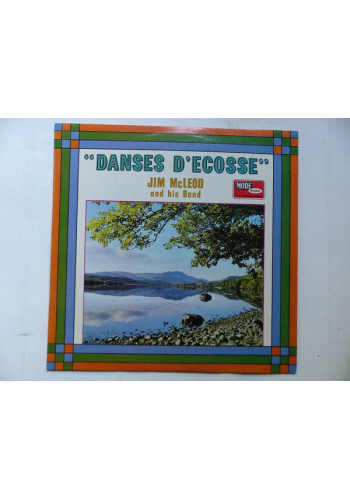 "DANSES D'ECOSSE"
JIM McLEOD
and his Band
MODE